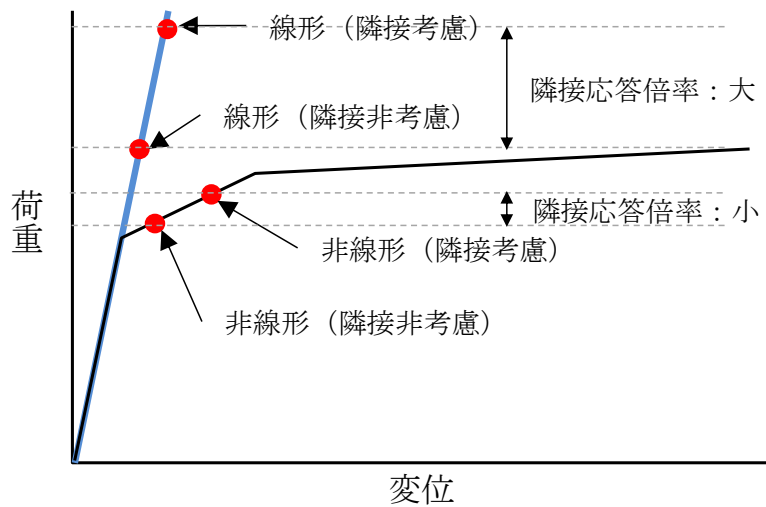 線形（隣接考慮）
隣接応答倍率：大
線形（隣接非考慮）
荷重
隣接応答倍率：小
非線形（隣接考慮）
非線形（隣接非考慮）
変位